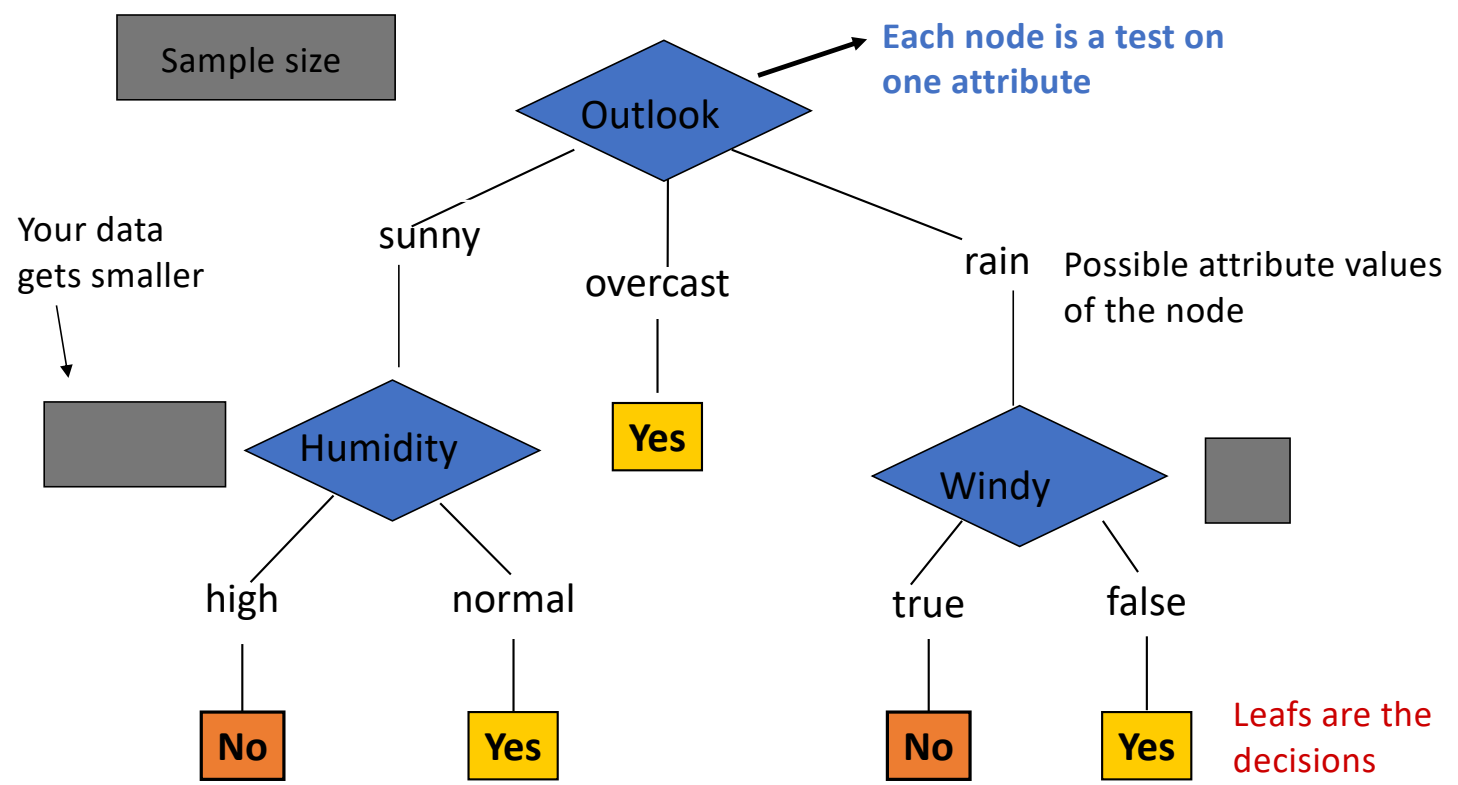 Sample size
Each node is a test on
one attribute
Outlook
Your data
gets smaller
sunny
overcast
rain
Possible attribute values
of the node
Humidity
Yes
Windy
high
normal
true
false
No
Yes
No
Yes
Leafs are the
decisions